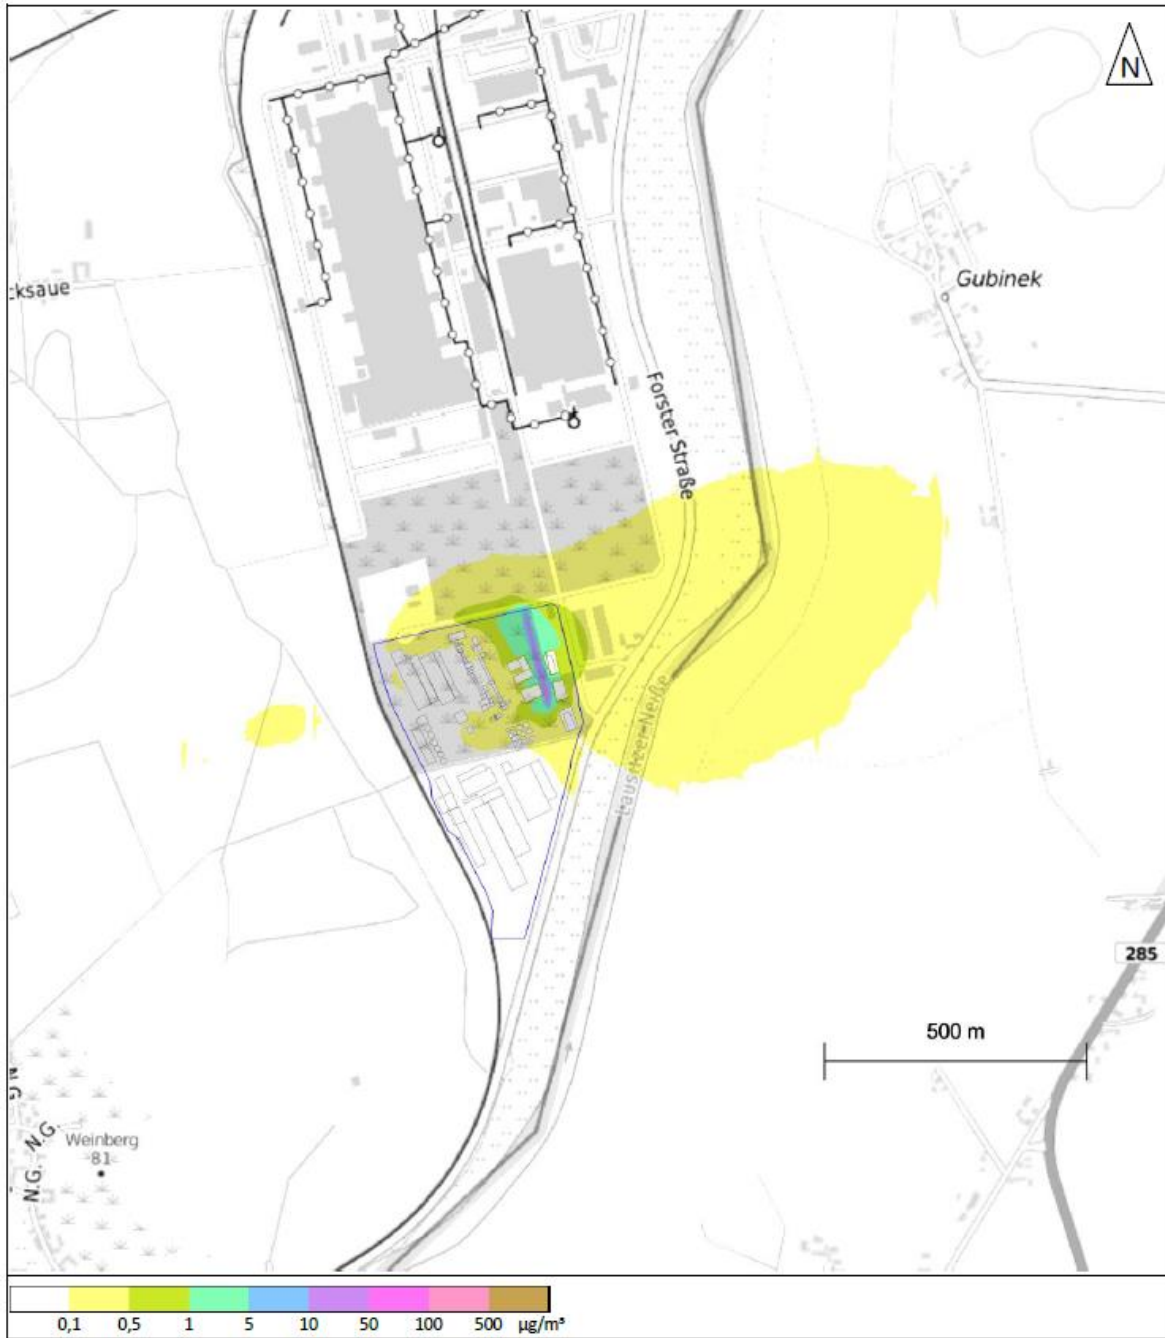 N
cksaue
Gubinek
Forster Straße
Lausitzer Neiße
285
500 m
N.G.
N.G.
Weinberg
81
0,1 0,5 1 5 10 50 100 500 µg/m³